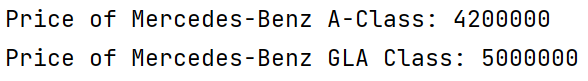 Price of Mercedes-Benz A-Class: 4200000
Price of Mercedes-Benz GLA Class: 5000000